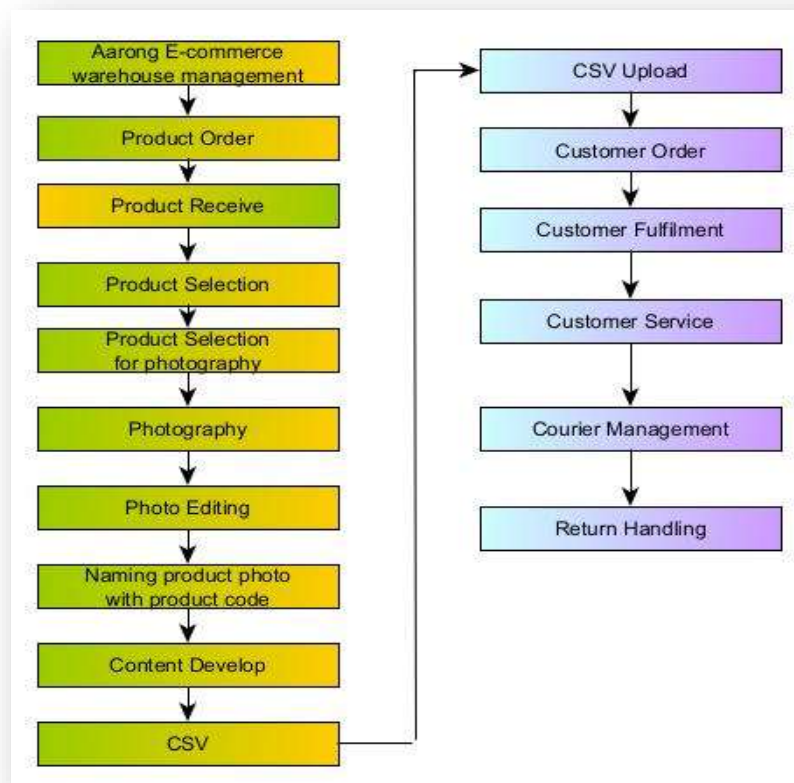 Aarong E-commerce
warehouse management
Product Order
Product Receive
Product Selection
Product Selection
for photography
Photography
Photo Editing
Naming product photo
with product code
Content Develop
CSV
CSV Upload
Customer Order
Customer Fulfilment
Customer Service
Courier Management
Return Handling